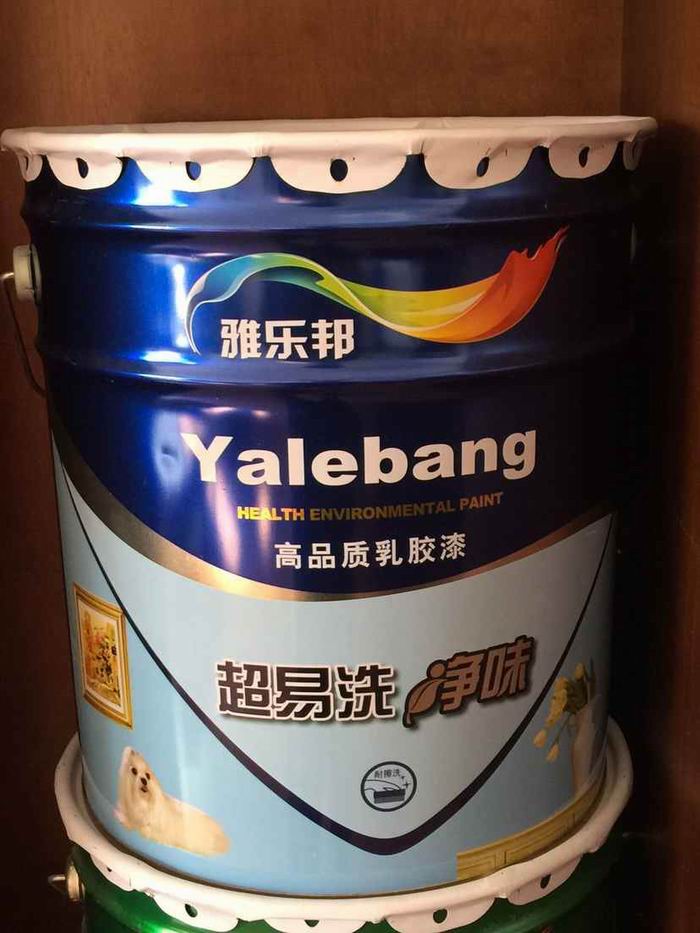 雅乐邦
Yalebang
HEALTH ENVIRONMENTAL PAINT
高品质乳胶漆
超易洗 净味
耐擦洗